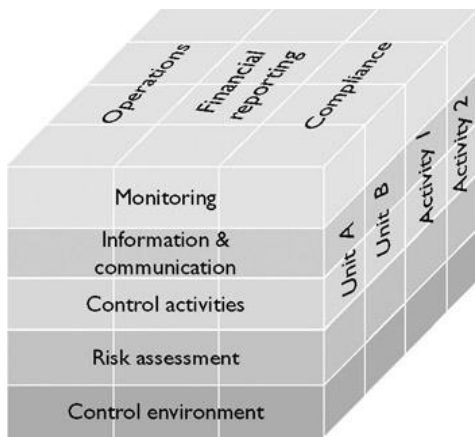 Operations
Financial
reporting
Compliance
Monitoring
Information &
communication
Control activities
Risk assessment
Control environment
Unit A
Unit B
Activity 1
Activity 2